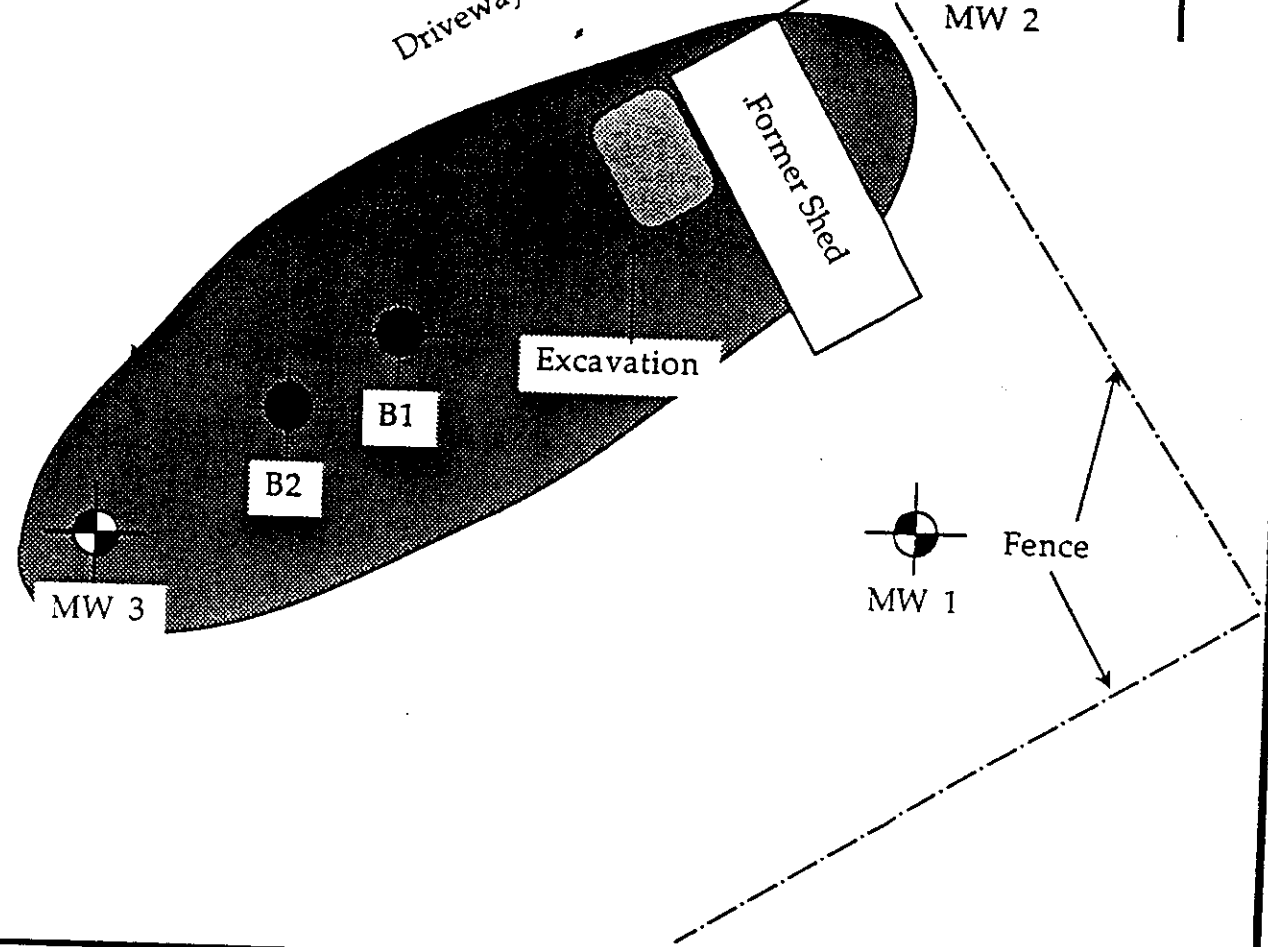 Driveway
MW 2
Former Shed
Excavation
B1
B2
MW 3
MW 1
Fence